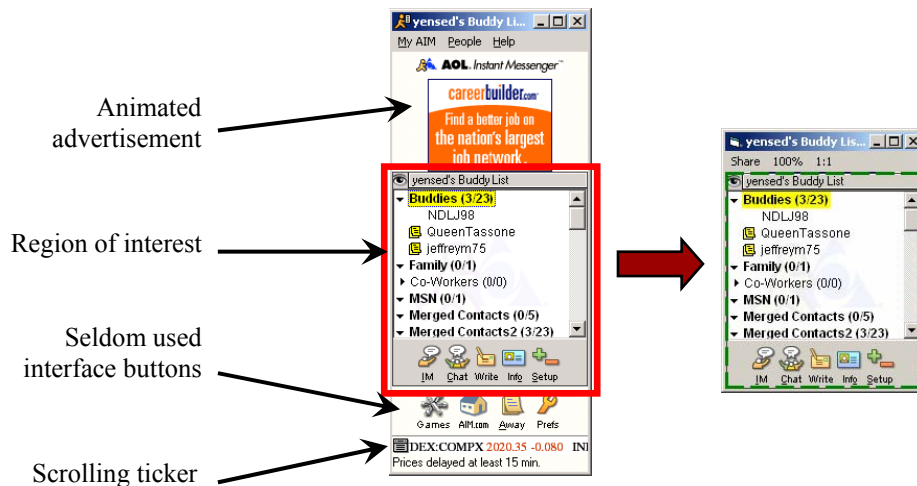 yensed's Buddy Li...
My AIM People Help
AOL Instant Messenger™
careerbuilder.com
Find a better job on
the nation's largest
job network.
Animated
advertisement
yensed's Buddy List
Buddies (3/23)
NDLJ98
QueenTassone
jeffreym75
Family (0/1)
Co-Workers (0/0)
MSN (0/1)
Merged Contacts (0/5)
Merged Contacts2 (3/23)
IM Chat Write Info Setup
Region of interest
Seldom used
interface buttons
Games AIM.com Away Prefs
DEX:COMPX 2020.35 -0.080 INI
Prices delayed at least 15 min.
Scrolling ticker
yensed's Buddy Lis...
Share 100% 1:1
yensed's Buddy List
Buddies (3/23)
NDLJ98
QueenTassone
jeffreym75
Family (0/1)
Co-Workers (0/0)
MSN (0/1)
Merged Contacts (0/5)
Merged Contacts2 (3/23)
IM Chat Write Info Setup